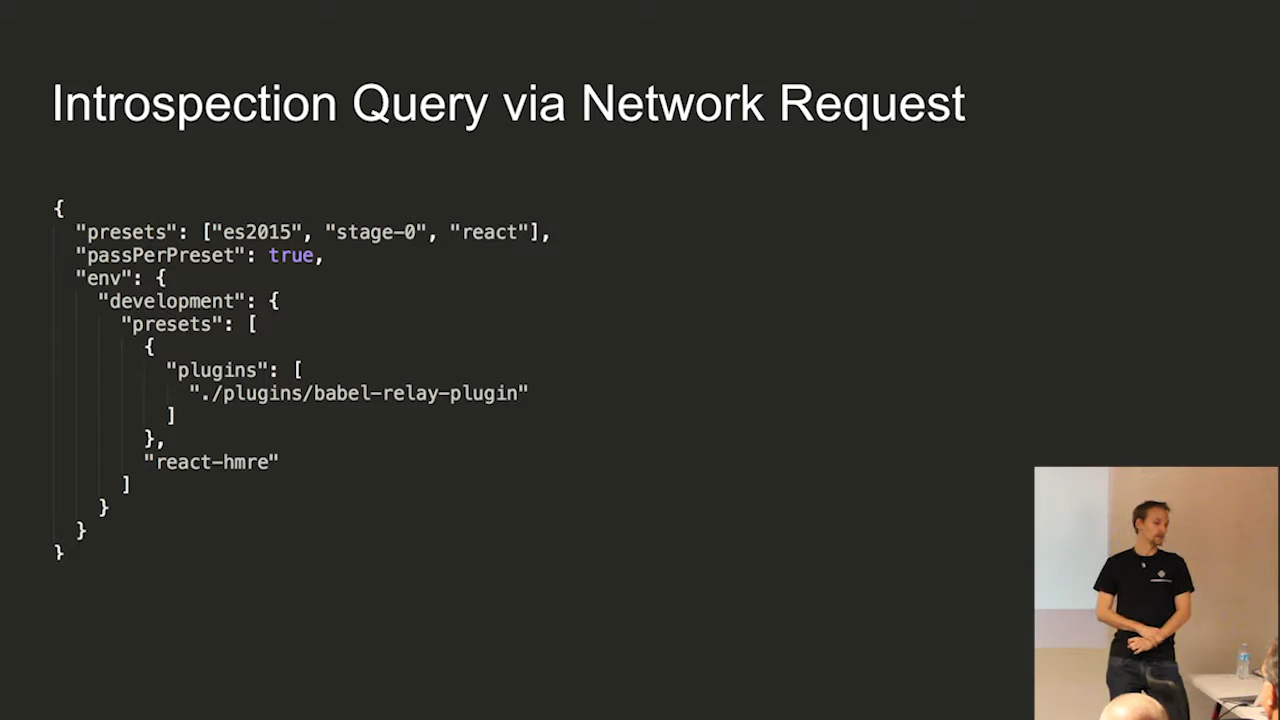 Introspection Query via Network Request
{
"presets": ["es2015", "stage-0", "react"],
"passPerPreset": true,
"env": {
"development": {
"presets": [
{
"plugins": [
"./plugins/babel-relay-plugin"
]
},
"react-hmre"
]
}
}
}